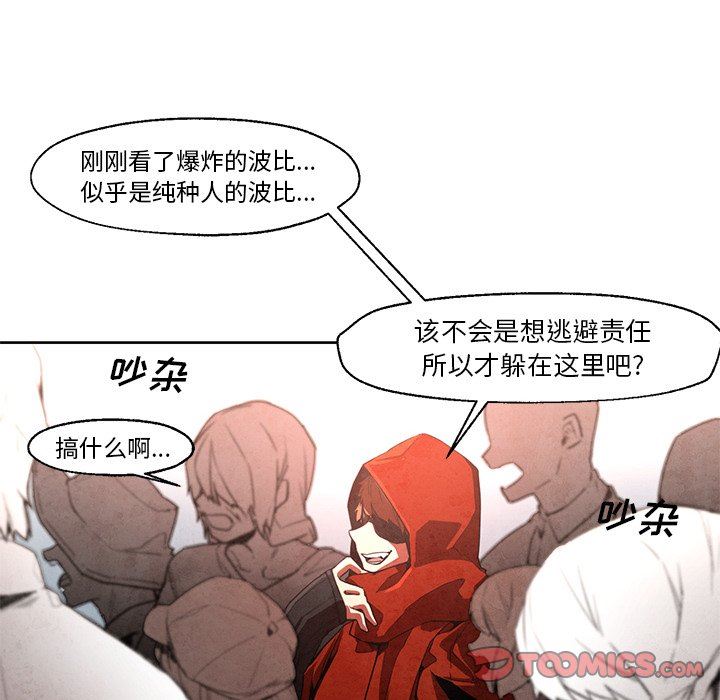 刚刚看了爆炸的波比...
似乎是纯种人的波比...
该不会是想逃避责任
所以才躲在这里吧?
吵杂
搞什么啊...
吵杂
TOOMICS.COM